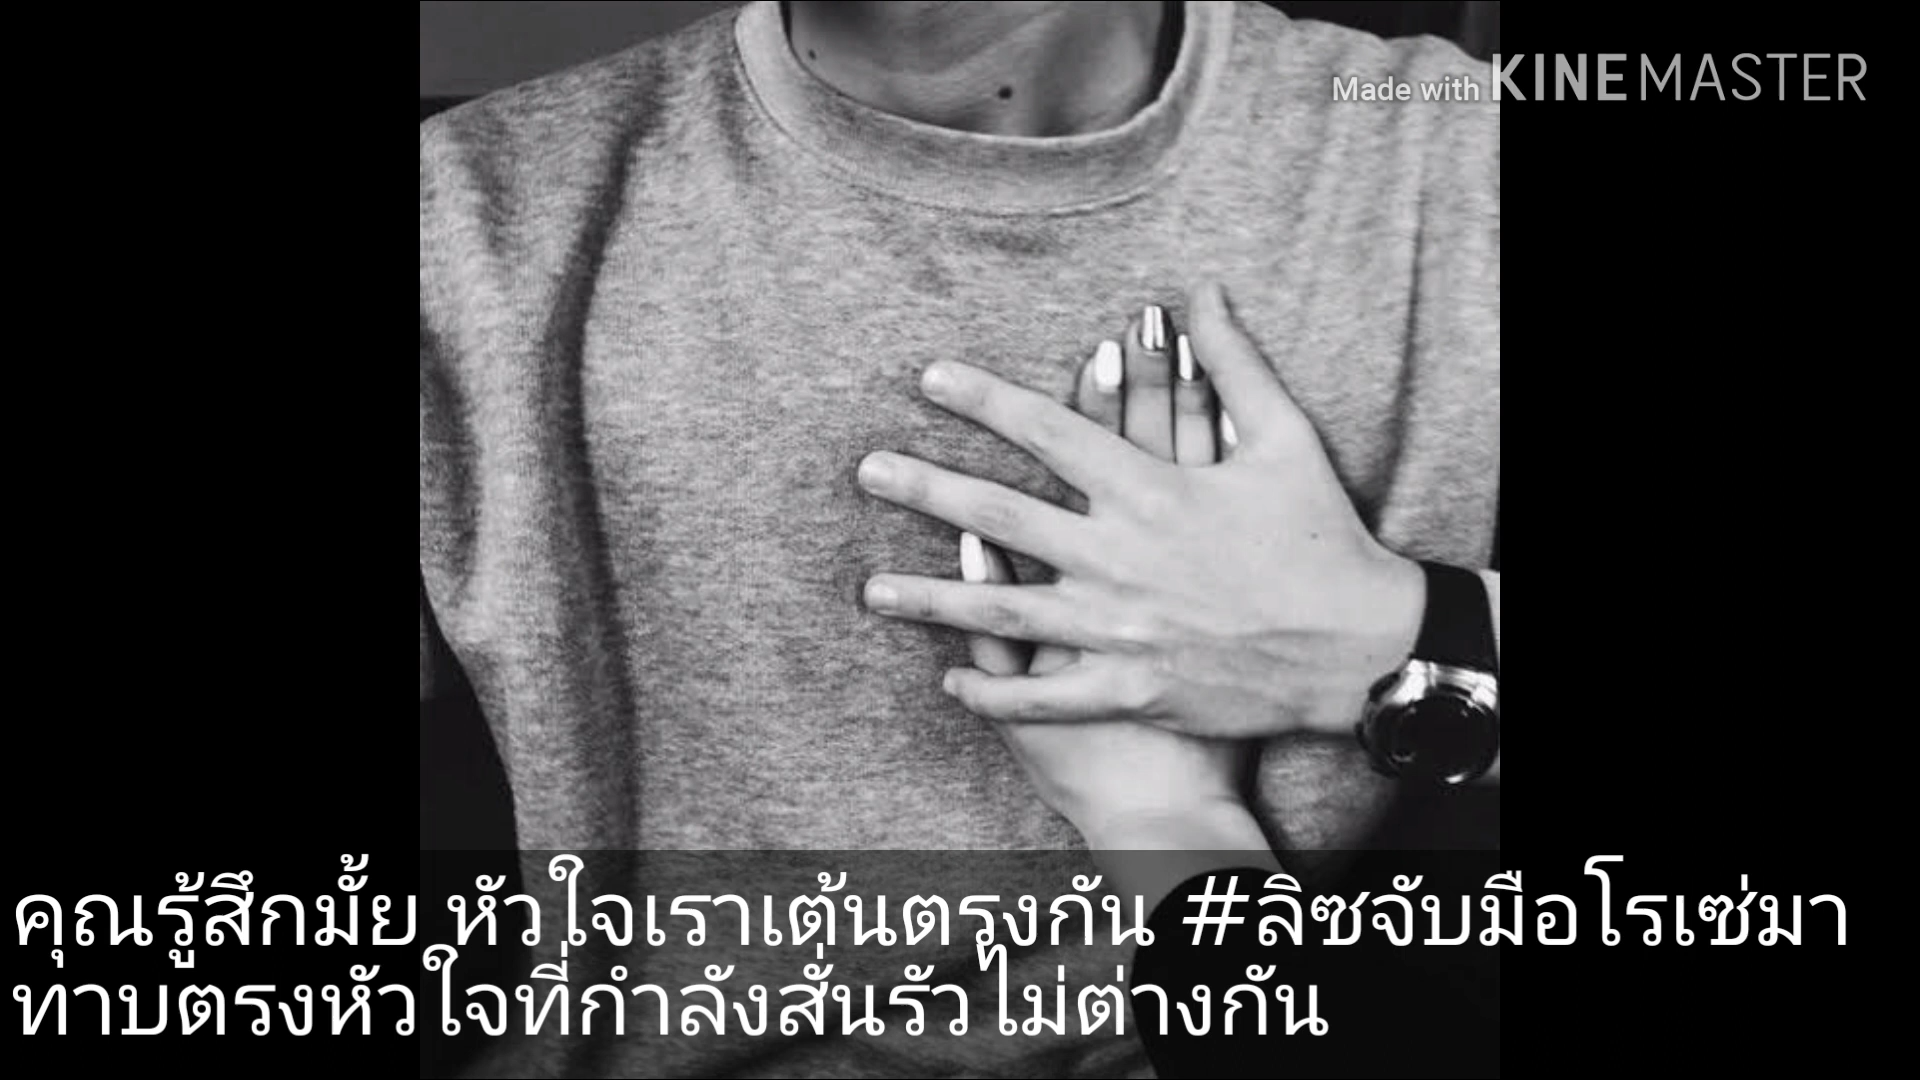 Made with KINEMASTER
คุณรู้สึกมั้ย หัวใจเราเต้นตรงกัน #ลิซจับมือโรเซ่มา
ทาบตรงหัวใจที่กำลังสั่นรัวไม่ต่างกัน